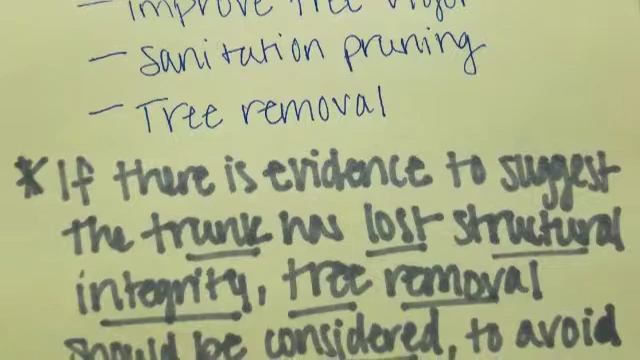 - Improve tree vigor
- Sanitation pruning
- Tree removal
* If there is evidence to suggest
the trunk has lost structural
integrity, tree removal
should be considered, to avoid